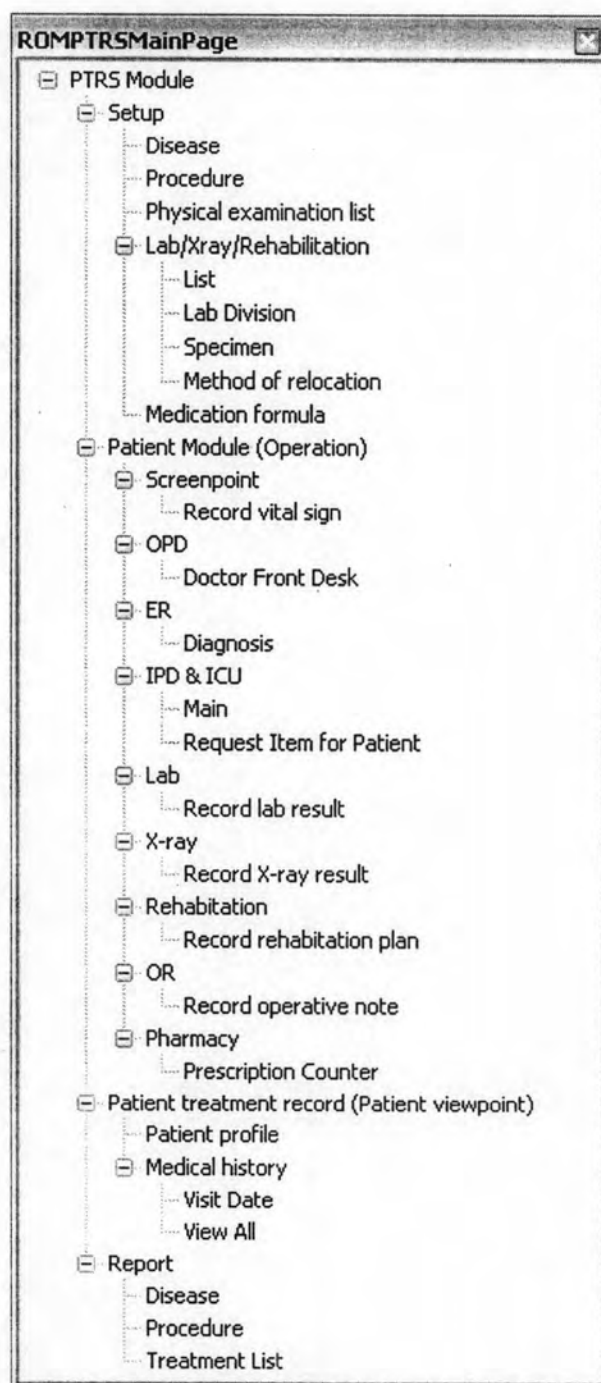 ROMPTRSMainPage
PTRS Module
Setup
Disease
Procedure
Physical examination list
Lab/Xray/Rehabilitation
List
Lab Division
Specimen
Method of relocation
Medication formula
Patient Module (Operation)
Screenpoint
Record vital sign
OPD
Doctor Front Desk
ER
Diagnosis
IPD & ICU
Main
Request Item for Patient
Lab
Record lab result
X-ray
Record X-ray result
Rehabitation
Record rehabitation plan
OR
Record operative note
Pharmacy
Prescription Counter
Patient treatment record (Patient viewpoint)
Patient profile
Medical history
Visit Date
View All
Report
Disease
Procedure
Treatment List